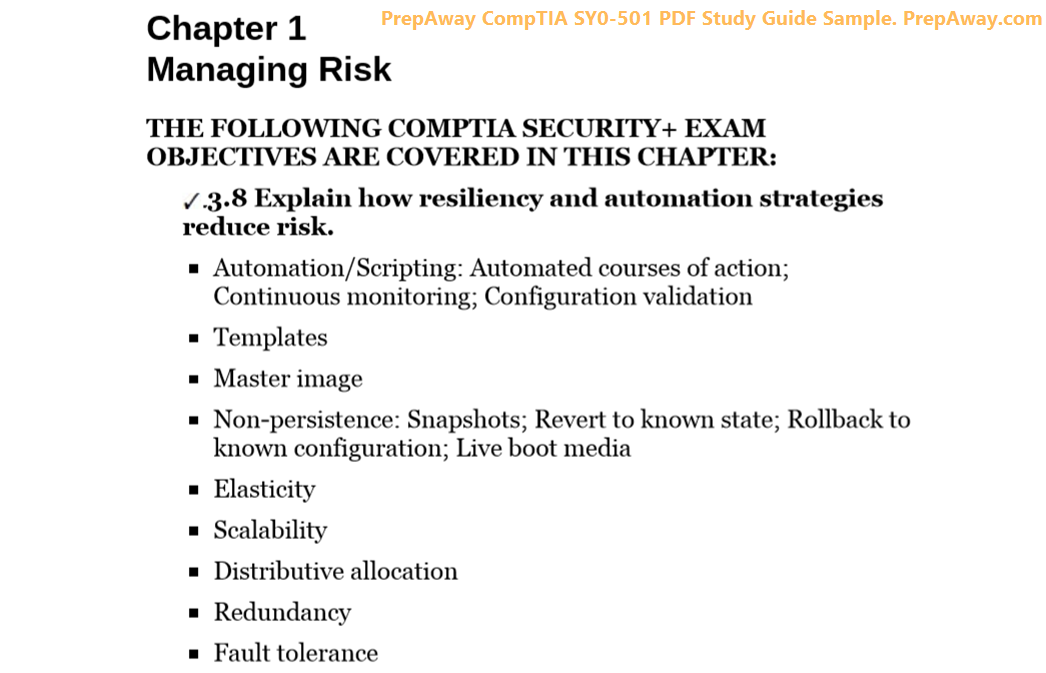 PrepAway CompTIA SY0-501 PDF Study Guide Sample. PrepAway.com
Chapter 1
Managing Risk
THE FOLLOWING COMPTIA SECURITY+ EXAM
OBJECTIVES ARE COVERED IN THIS CHAPTER:
✓.3.8 Explain how resiliency and automation strategies
reduce risk.
▪ Automation/Scripting: Automated courses of action;
Continuous monitoring; Configuration validation
▪ Templates
▪ Master image
▪ Non-persistence: Snapshots; Revert to known state; Rollback to
known configuration; Live boot media
▪ Elasticity
▪ Scalability
▪ Distributive allocation
▪ Redundancy
▪ Fault tolerance